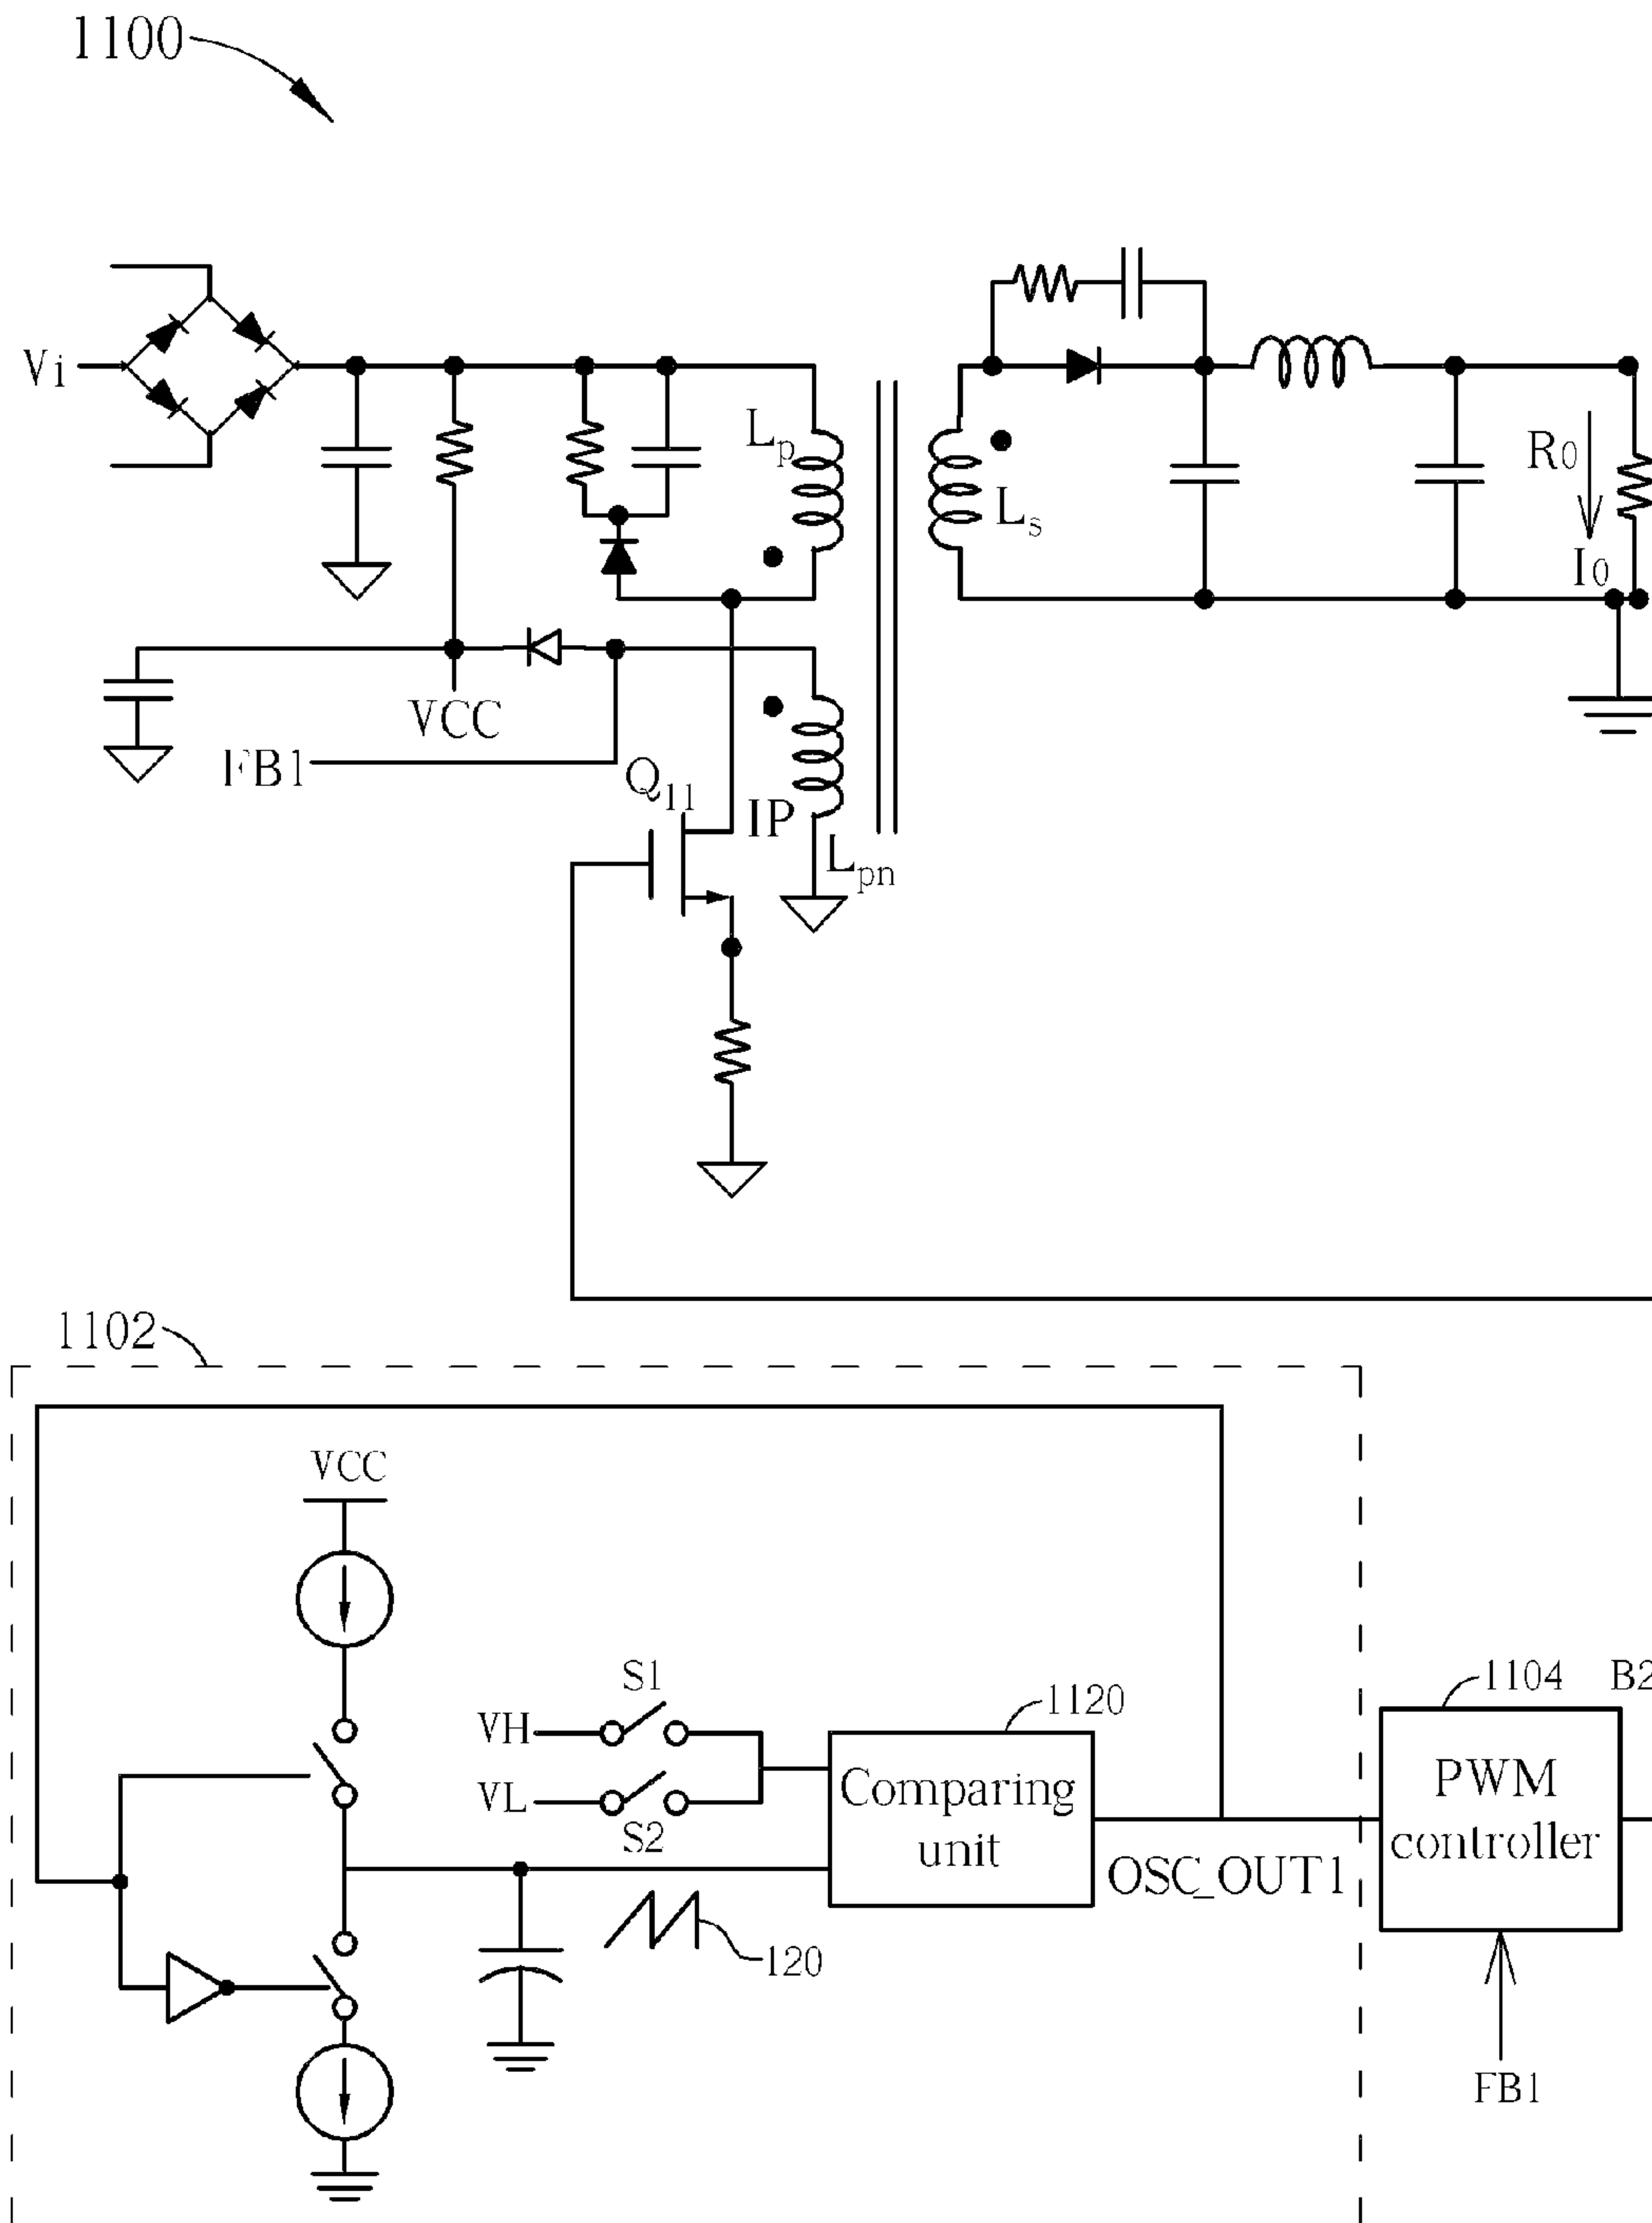 1100
Vi
Lp
Ls
R0
I0
VCC
FB1
Q11
IP
Lpn
1102
VCC
S1
VH
VL
S2
1120
Comparing
unit
OSC_OUT1
120
1104
B2
PWM
controller
FB1